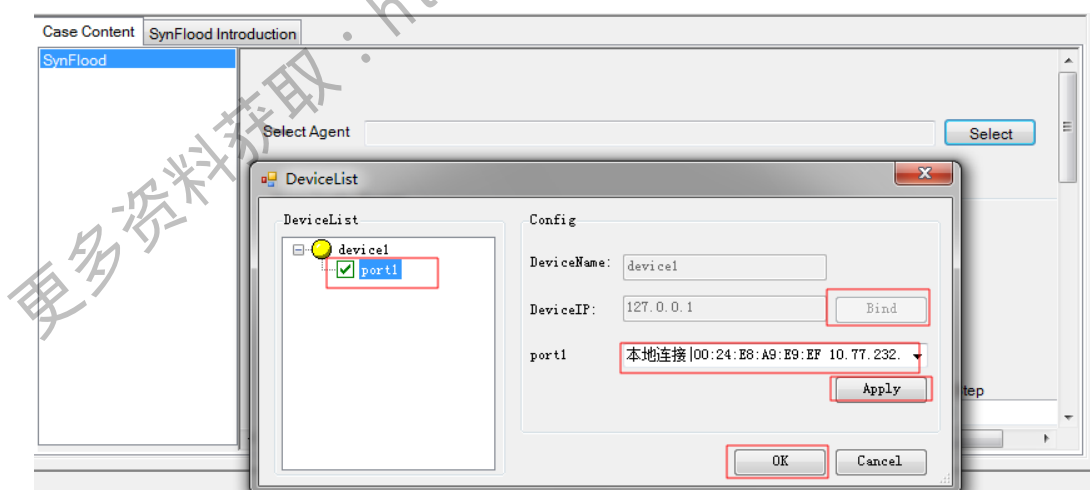 Case Content
SynFlood Introduction
SynFlood
更多资料获取：h
Select Agent
Select
DeviceList
DeviceList
device1
port1
Config
DeviceName:
device1
DeviceIP:
127.0.0.1
Bind
port1
本地连接|00:24:E8:A9:E9:EF 10.77.232.
Apply
tep
OK
Cancel